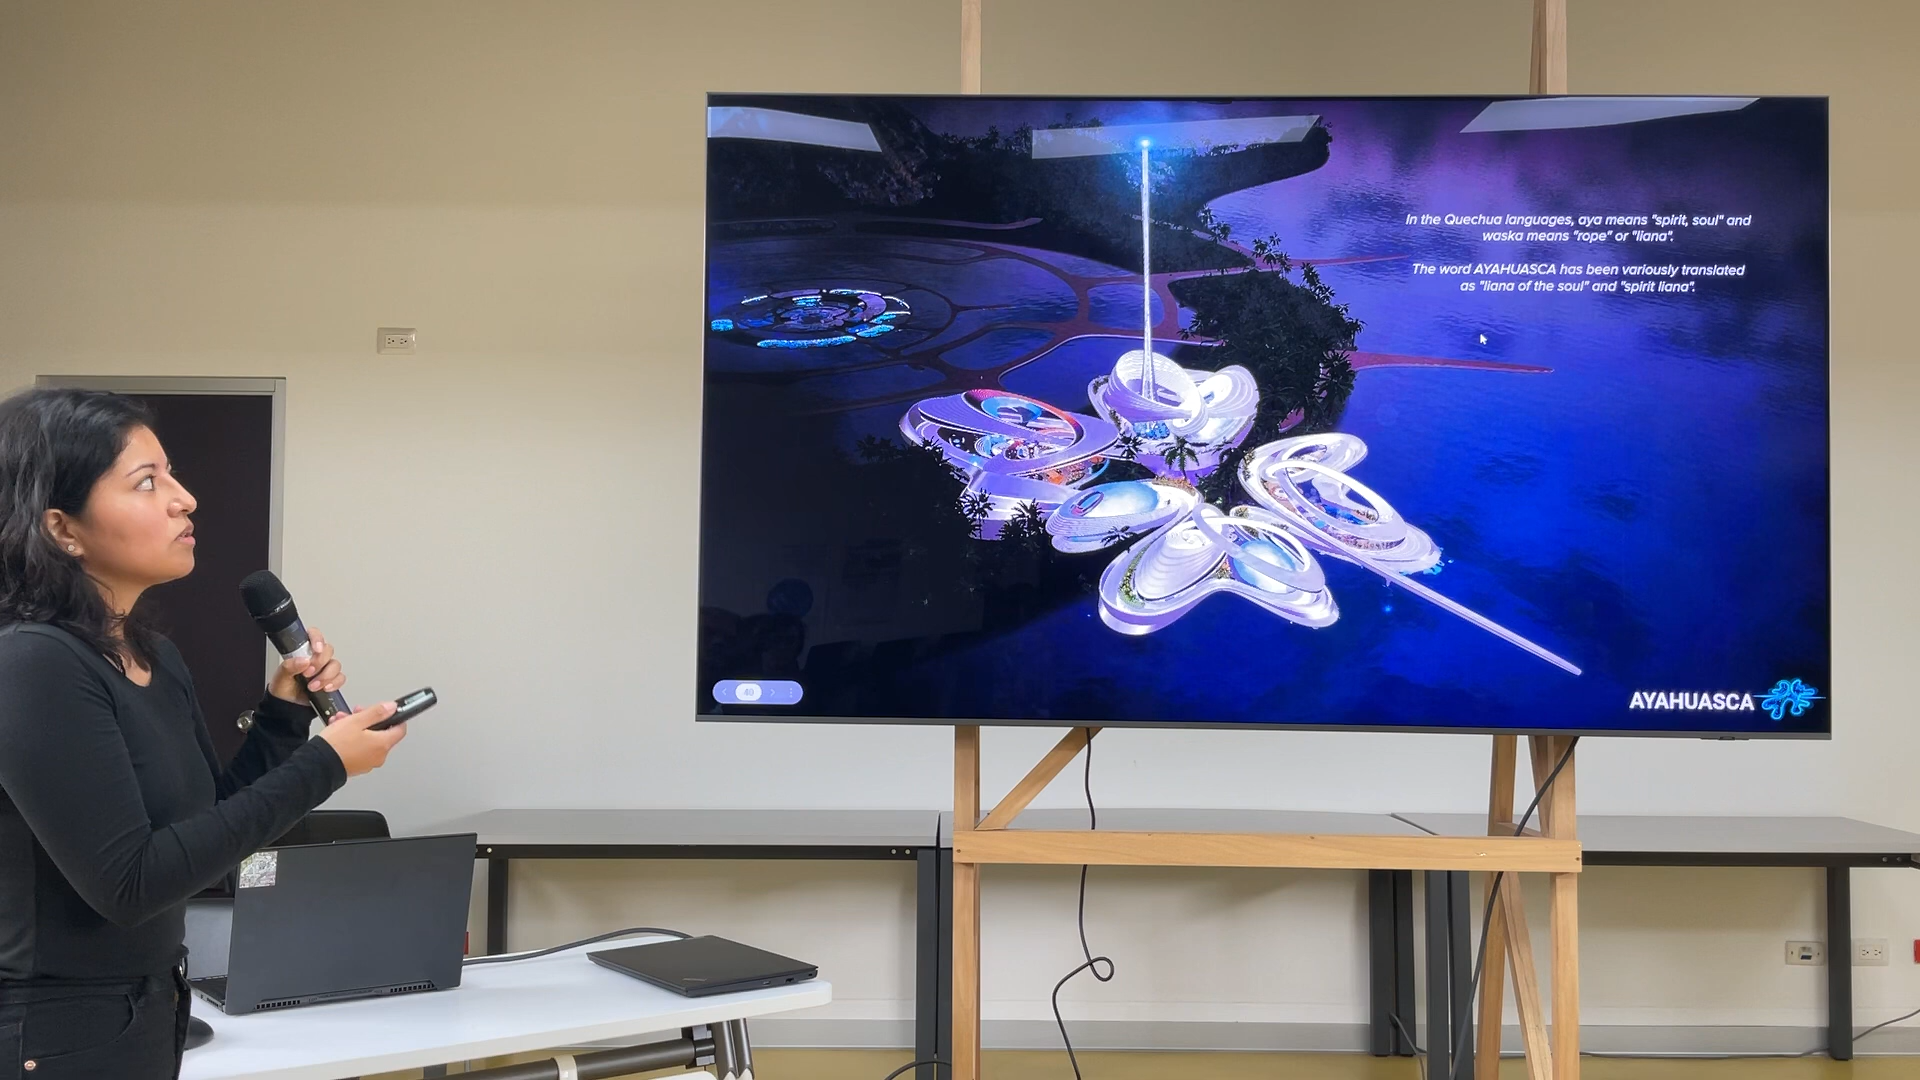 In the Quechua languages, aya means "spirit, soul" and
waska means "rope" or "liana".
The word AYAHUASCA has been variously translated
as "liana of the soul" and "spirit liana".
40
AYAHUASCA